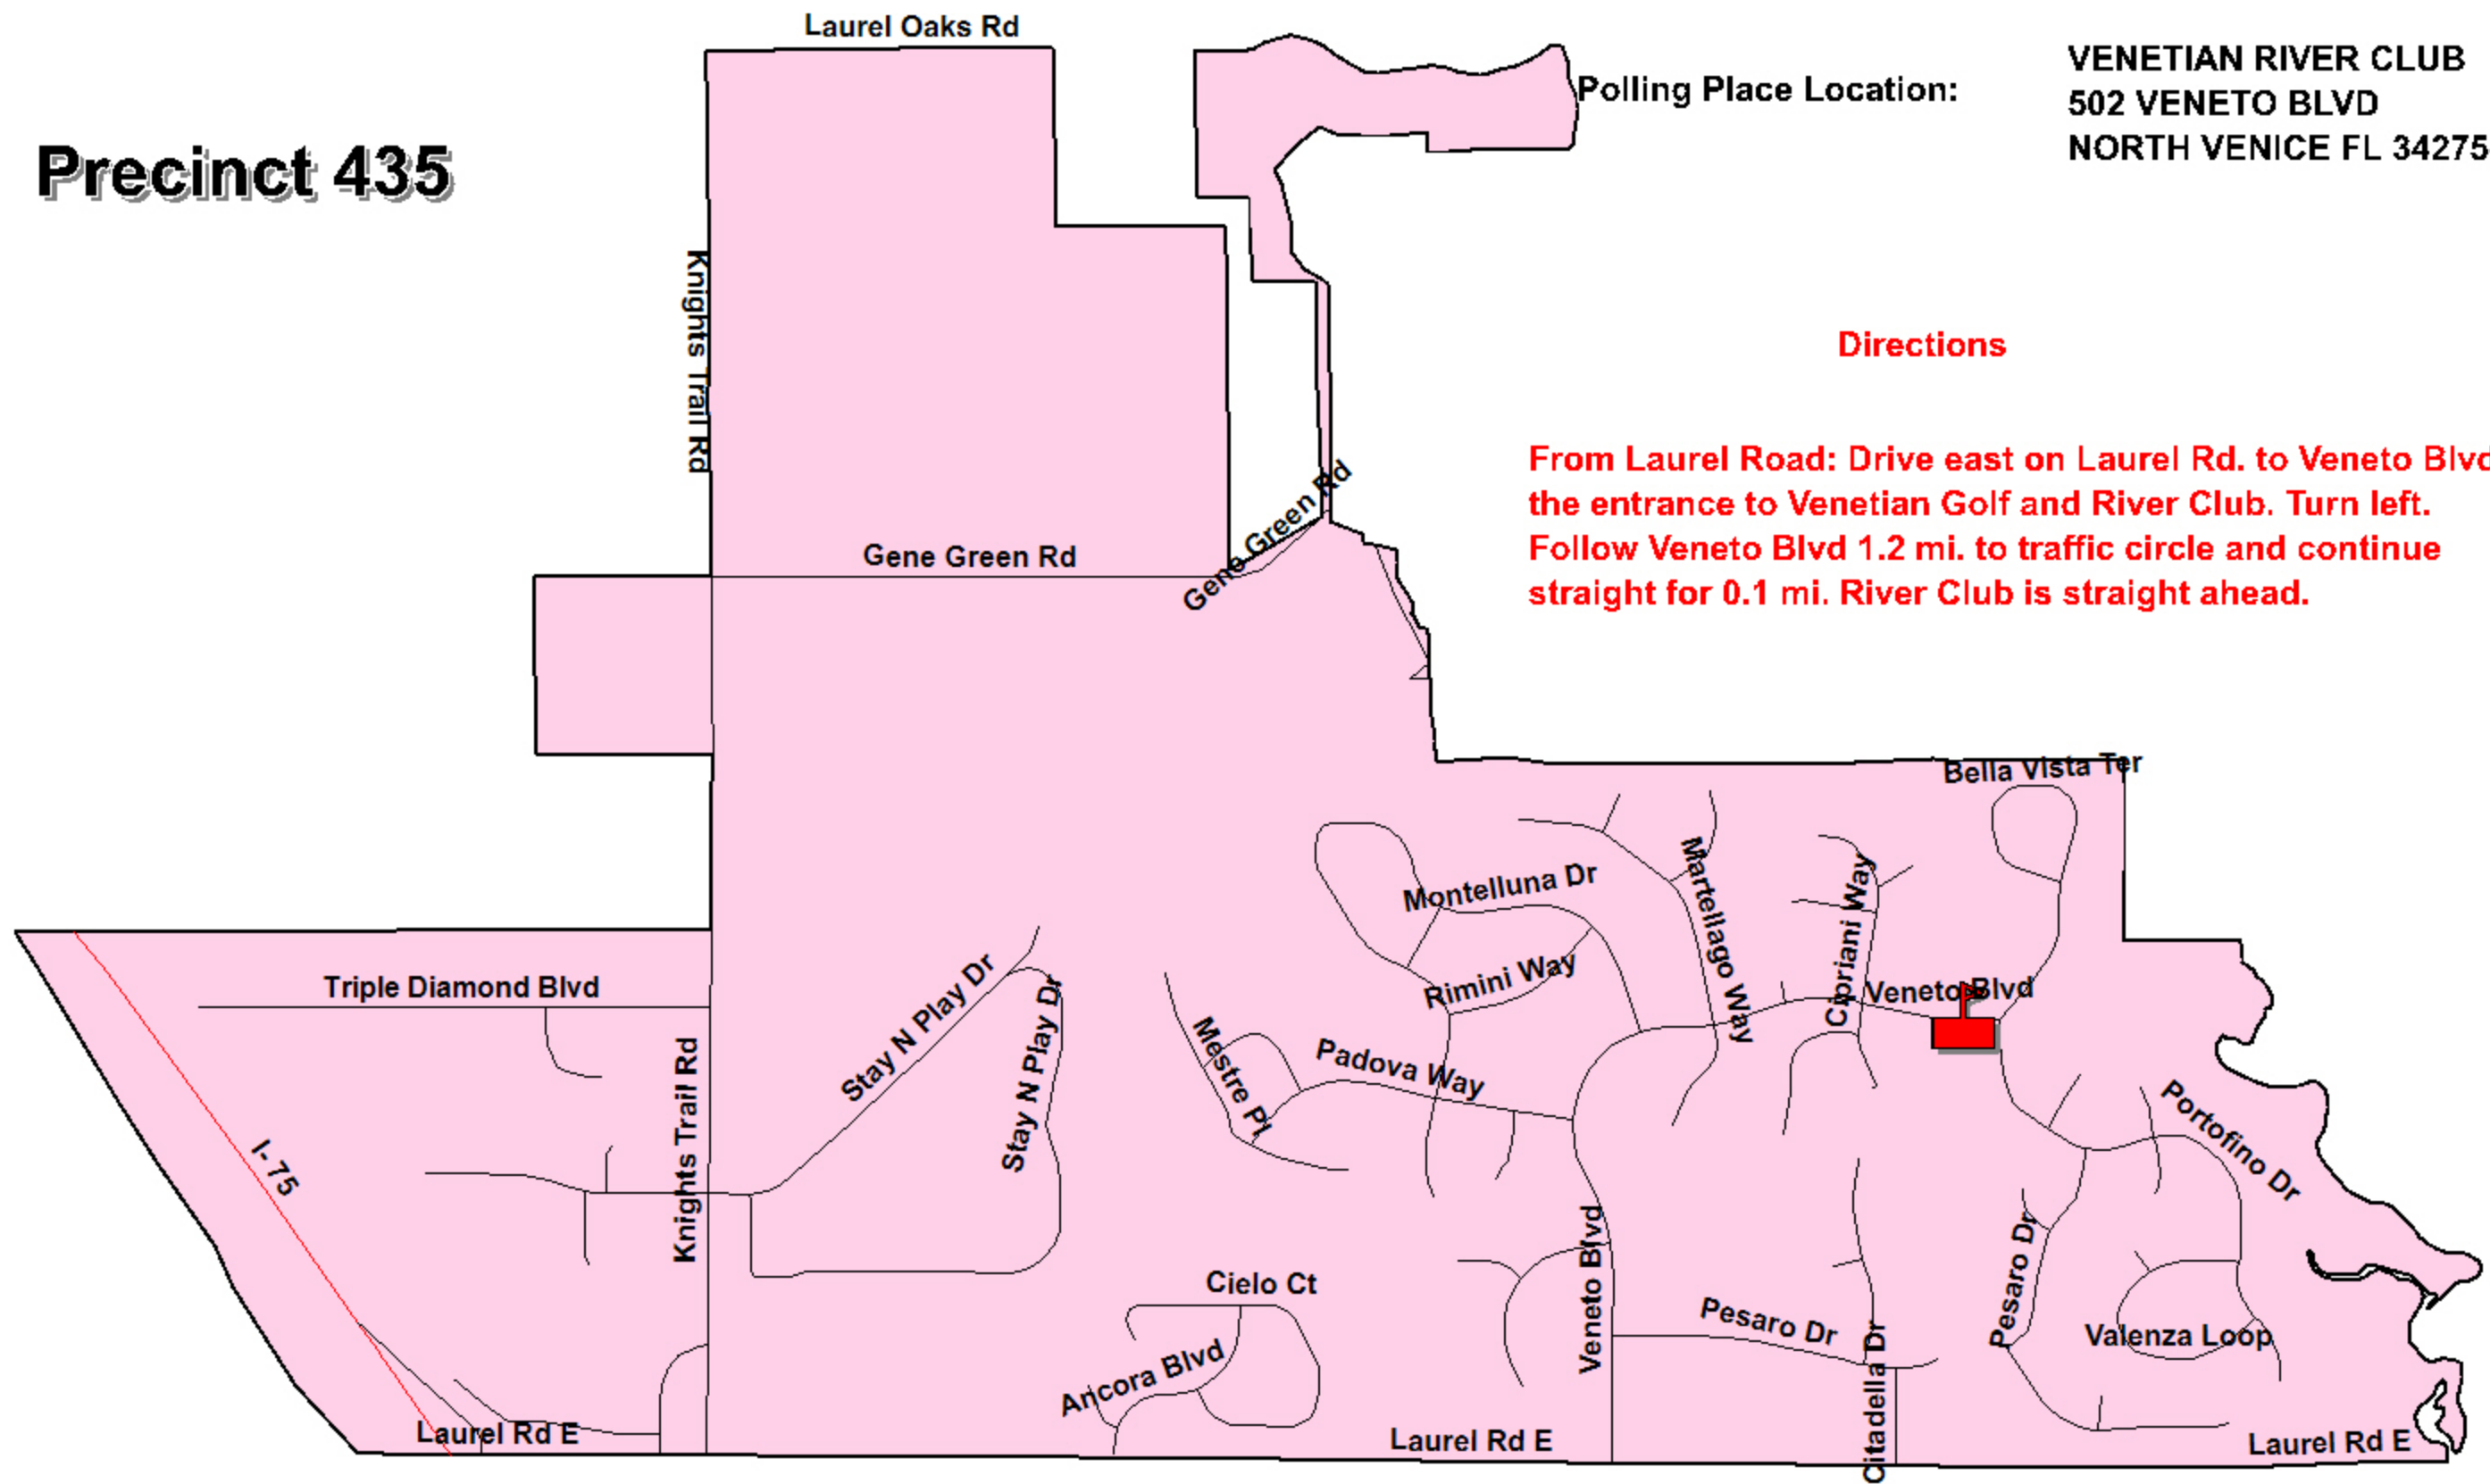 Laurel Oaks Rd
Precinct 435
Polling Place Location:
VENETIAN RIVER CLUB
502 VENETO BLVD
NORTH VENICE FL 34275
Knights Trail Rd
Directions
From Laurel Road: Drive east on Laurel Rd. to Veneto Blvd
the entrance to Venetian Golf and River Club. Turn left.
Follow Veneto Blvd 1.2 mi. to traffic circle and continue
straight for 0.1 mi. River Club is straight ahead.
Gene Green Rd
Gene Green Rd
Bella Vista Ter
Montelluna Dr
Martellago Way
Cipriani Way
Rimini Way
Veneto Blvd
Triple Diamond Blvd
Stay N Play Dr
Stay N Play Dr
Mestre Pl
Padova Way
Portofino Dr
I-75
Knights Trail Rd
Veneto Blvd
Pesaro Dr
Cielo Ct
Pesaro Dr
Valenza Loop
Ancora Blvd
Citadella Dr
Laurel Rd E
Laurel Rd E
Laurel Rd E